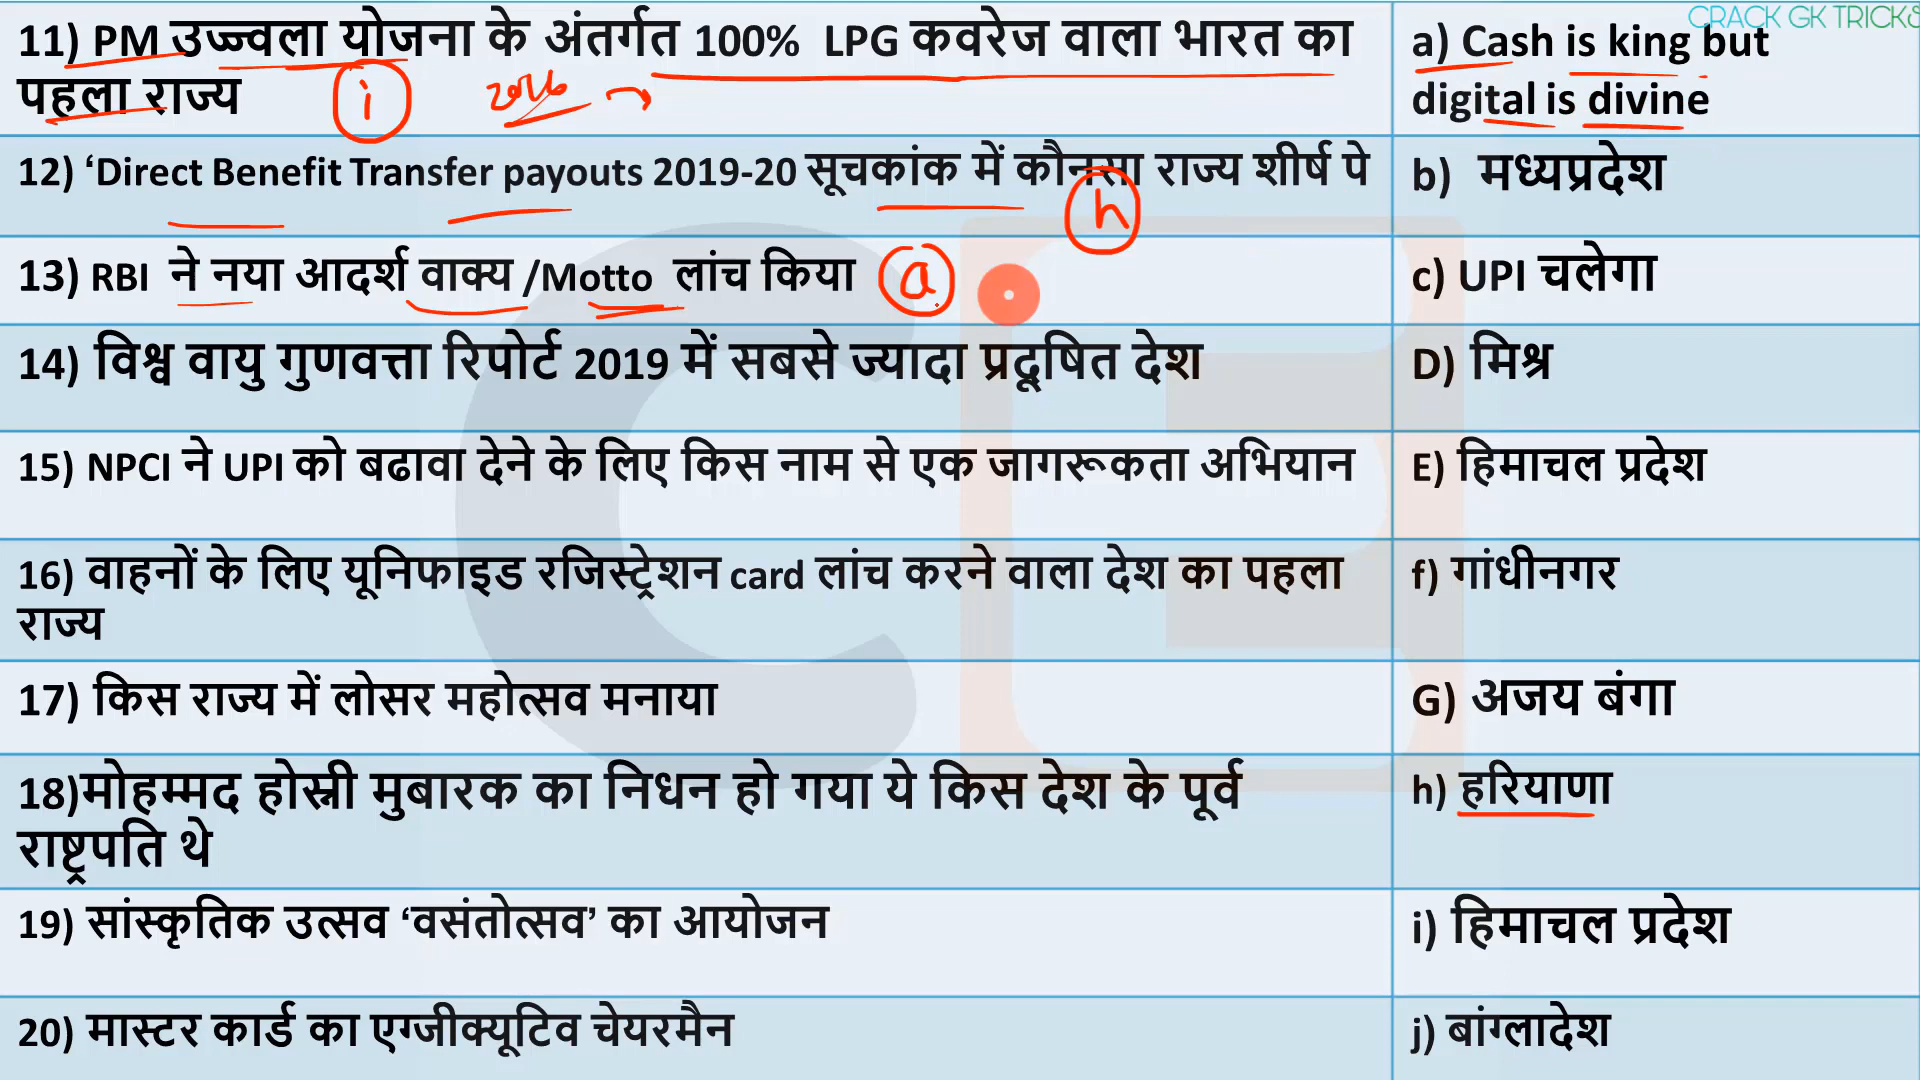 CRACK GK TRICKS
11) PM उज्ज्वला योजना के अंतर्गत 100% LPG कवरेज वाला भारत का
पहला राज्य
i
2016
a) Cash is king but
digital is divine
12) ‘Direct Benefit Transfer payouts 2019-20 सूचकांक में कौनसा राज्य शीर्ष पे
h
b) मध्यप्रदेश
13) RBI ने नया आदर्श वाक्य /Motto लांच किया
a
c) UPI चलेगा
14) विश्व वायु गुणवत्ता रिपोर्ट 2019 में सबसे ज्यादा प्रदूषित देश
D) मिश्र
15) NPCI ने UPI को बढावा देने के लिए किस नाम से एक जागरूकता अभियान
E) हिमाचल प्रदेश
16) वाहनों के लिए यूनिफाइड रजिस्ट्रेशन card लांच करने वाला देश का पहला
राज्य
f) गांधीनगर
17) किस राज्य में लोसर महोत्सव मनाया
G) अजय बंगा
18)मोहम्मद होस्नी मुबारक का निधन हो गया ये किस देश के पूर्व
राष्ट्रपति थे
h) हरियाणा
19) सांस्कृतिक उत्सव ‘वसंतोत्सव’ का आयोजन
i) हिमाचल प्रदेश
20) मास्टर कार्ड का एग्जीक्यूटिव चेयरमैन
j) बांग्लादेश